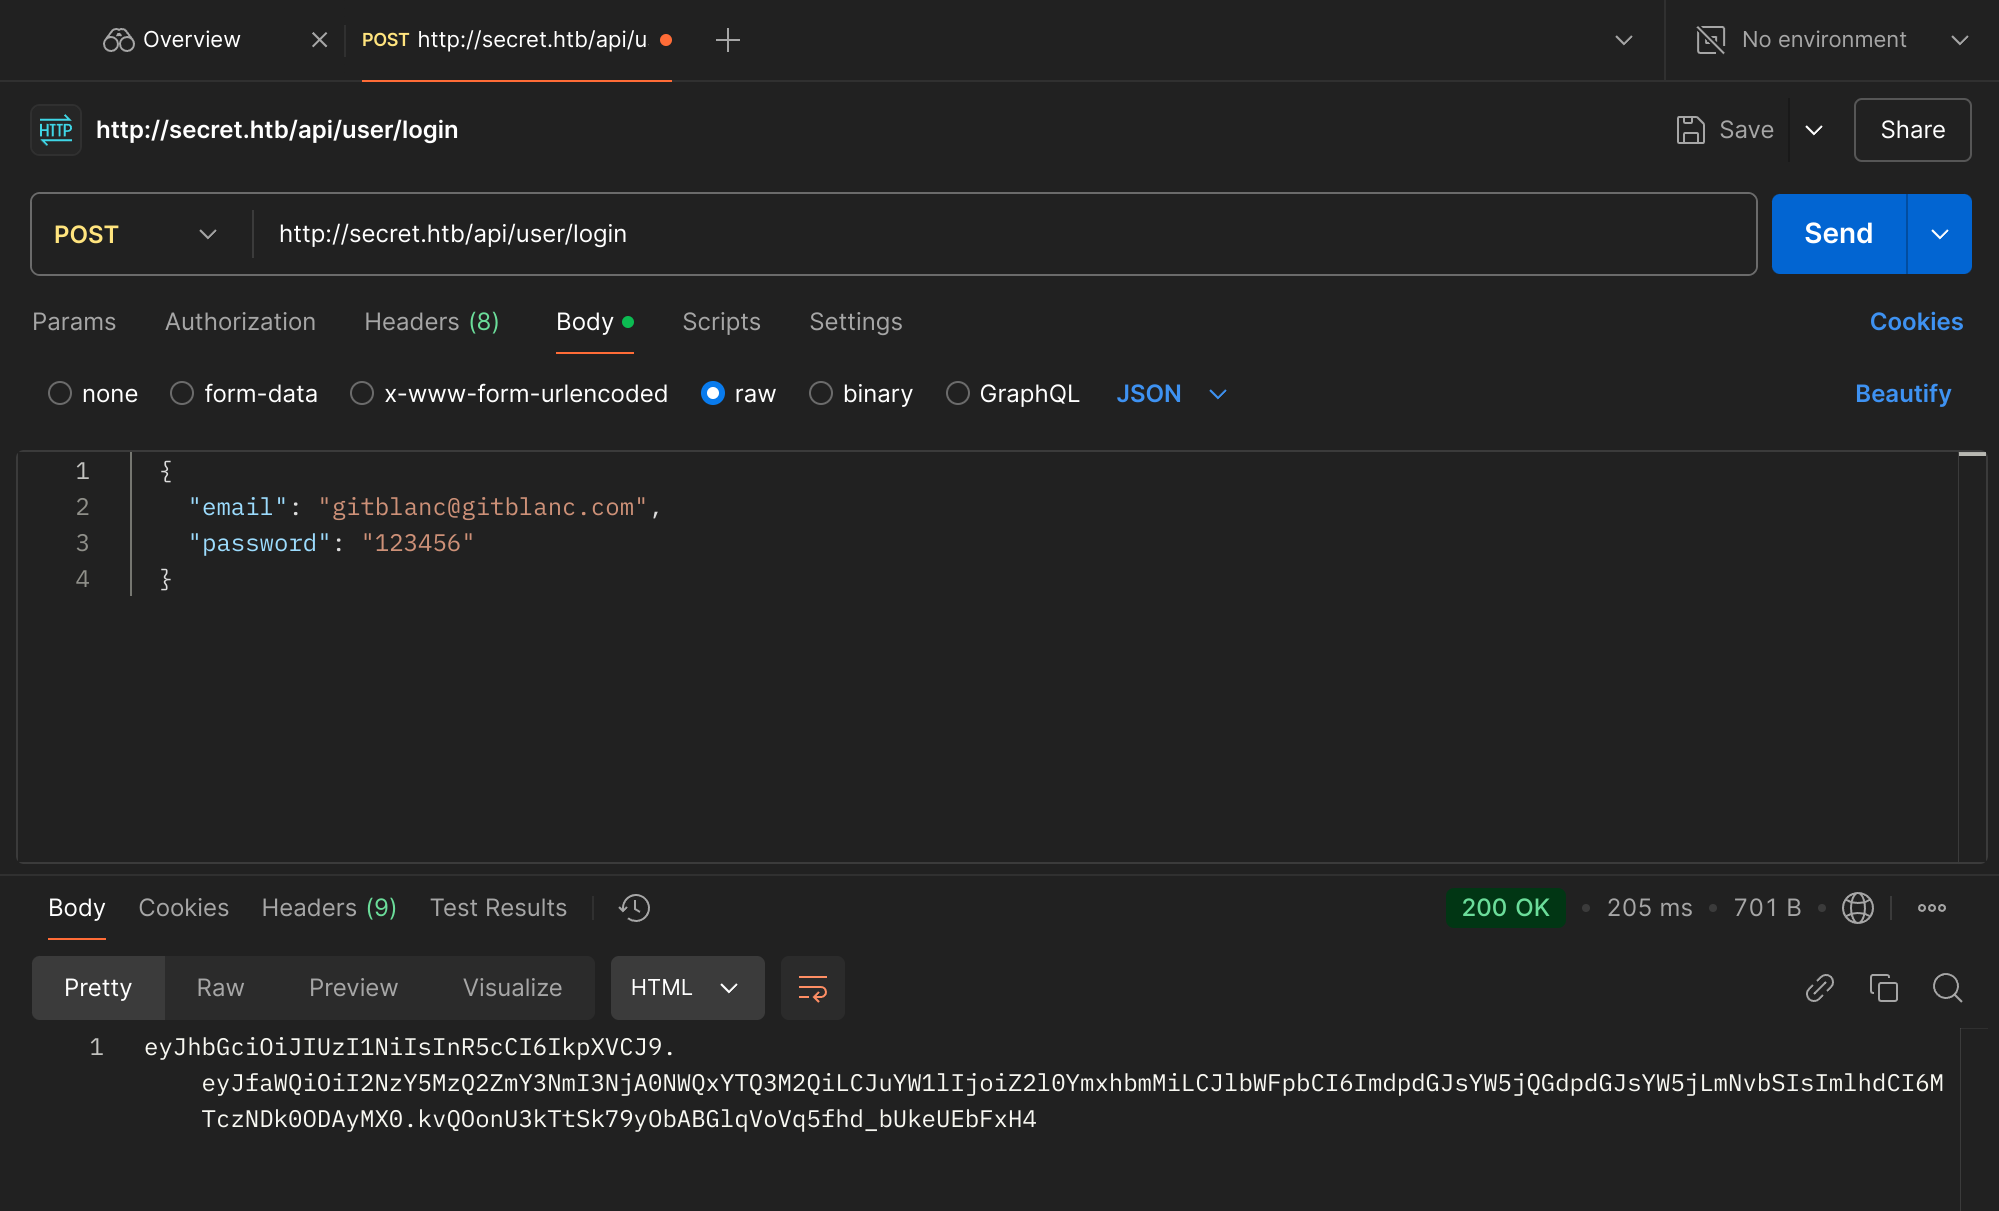 Overview
POST http://secret.htb/api/u
No environment
HTTP http://secret.htb/api/user/login
Save
Share
POST http://secret.htb/api/user/login
Send
Params Authorization Headers (8) Body Scripts Settings Cookies
none form-data x-www-form-urlencoded raw binary GraphQL JSON Beautify
1 {
2 "email": "gitblanc@gitblanc.com",
3 "password": "123456"
4 }
Body Cookies Headers (9) Test Results 200 OK • 205 ms • 701 B
Pretty Raw Preview Visualize HTML
1 eyJhbGciOiJIUzI1NiIsInR5cCI6IkpXVCJ9.
eyJfaWQiOiI2NzY5MzQ2ZmY3NmI3NjA0NWQxYTQ3M2QiLCJuYW1lIjoiZ2l0YmxhbmMiLCJlbWFpbCI6ImdpdGJsYW5jQGdpdGJsYW5jLmNvbSIsImlhdCI6M
TczNDk0ODAyMX0.kvQOonU3kTtSk79yObABGlqVoVq5fhd_bUkeUEbFxH4